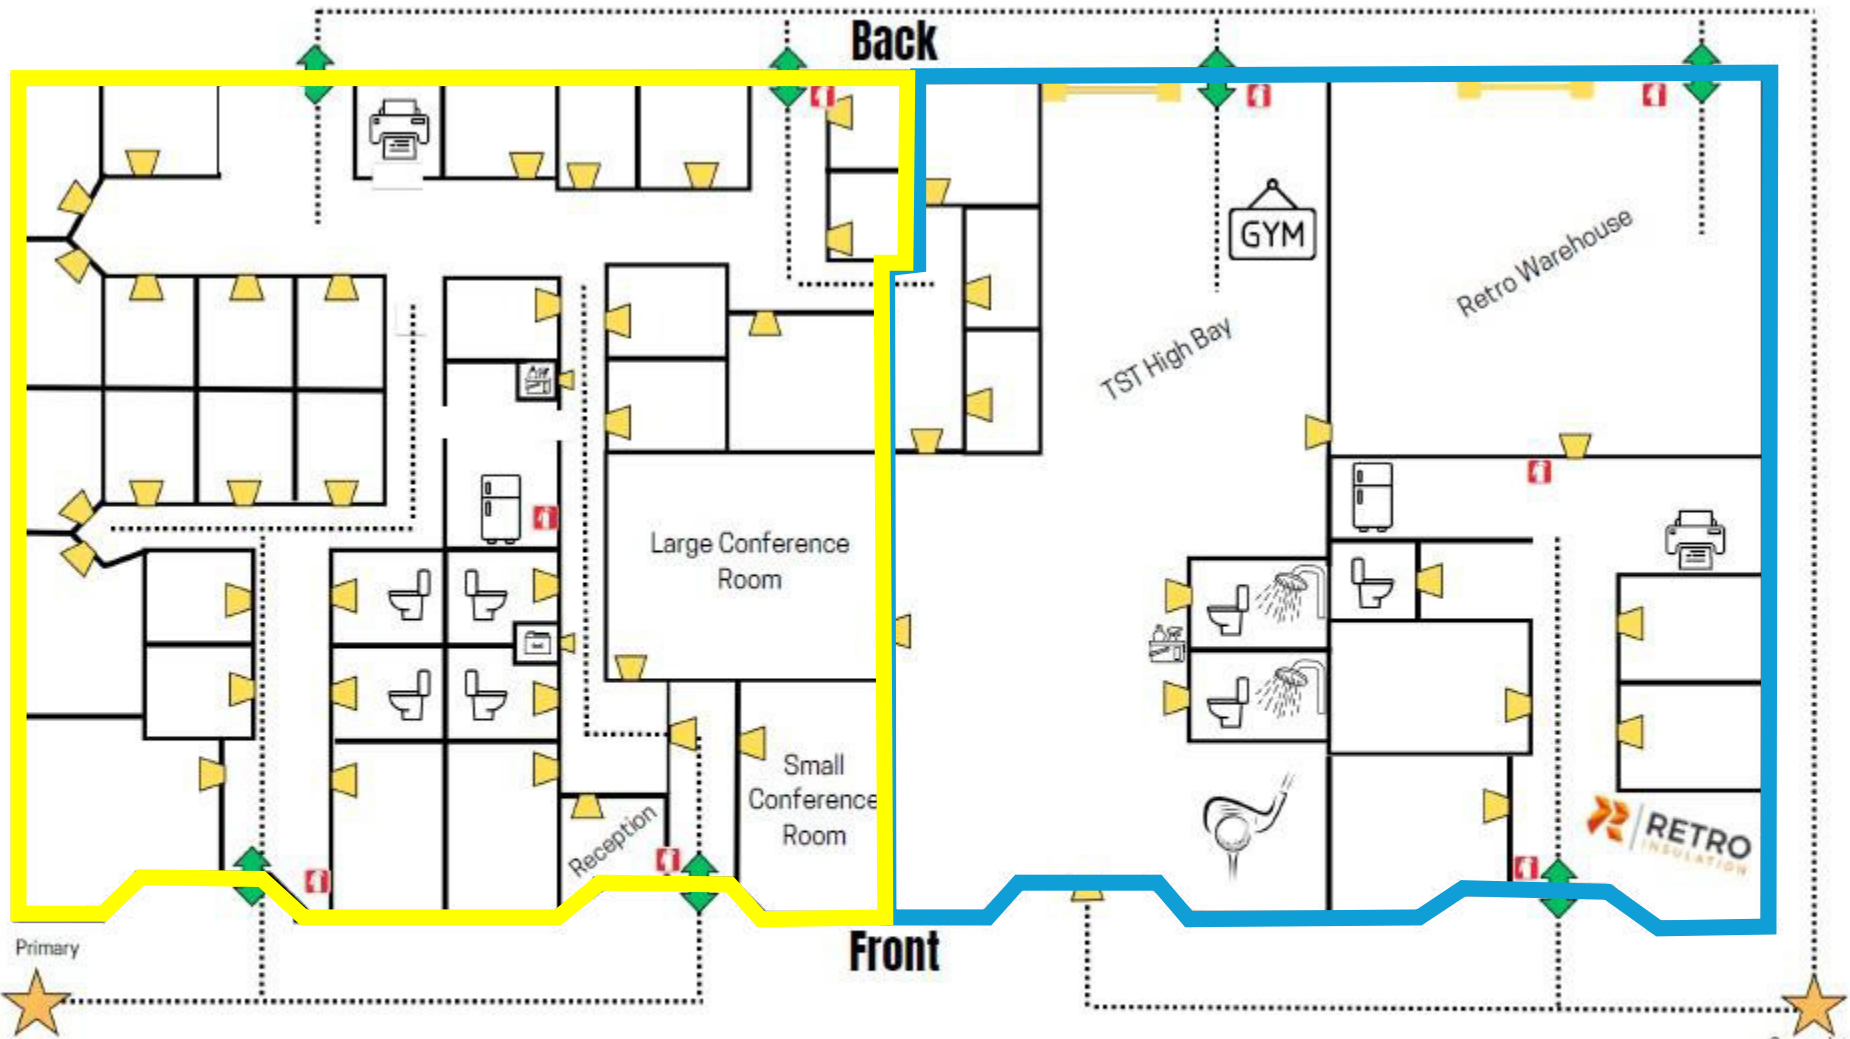 Back
GYM
Retro Warehouse
TST High Bay
Large Conference
Room
Small
Conference
Room
Reception
RETRO
INSULATION
Primary
Front